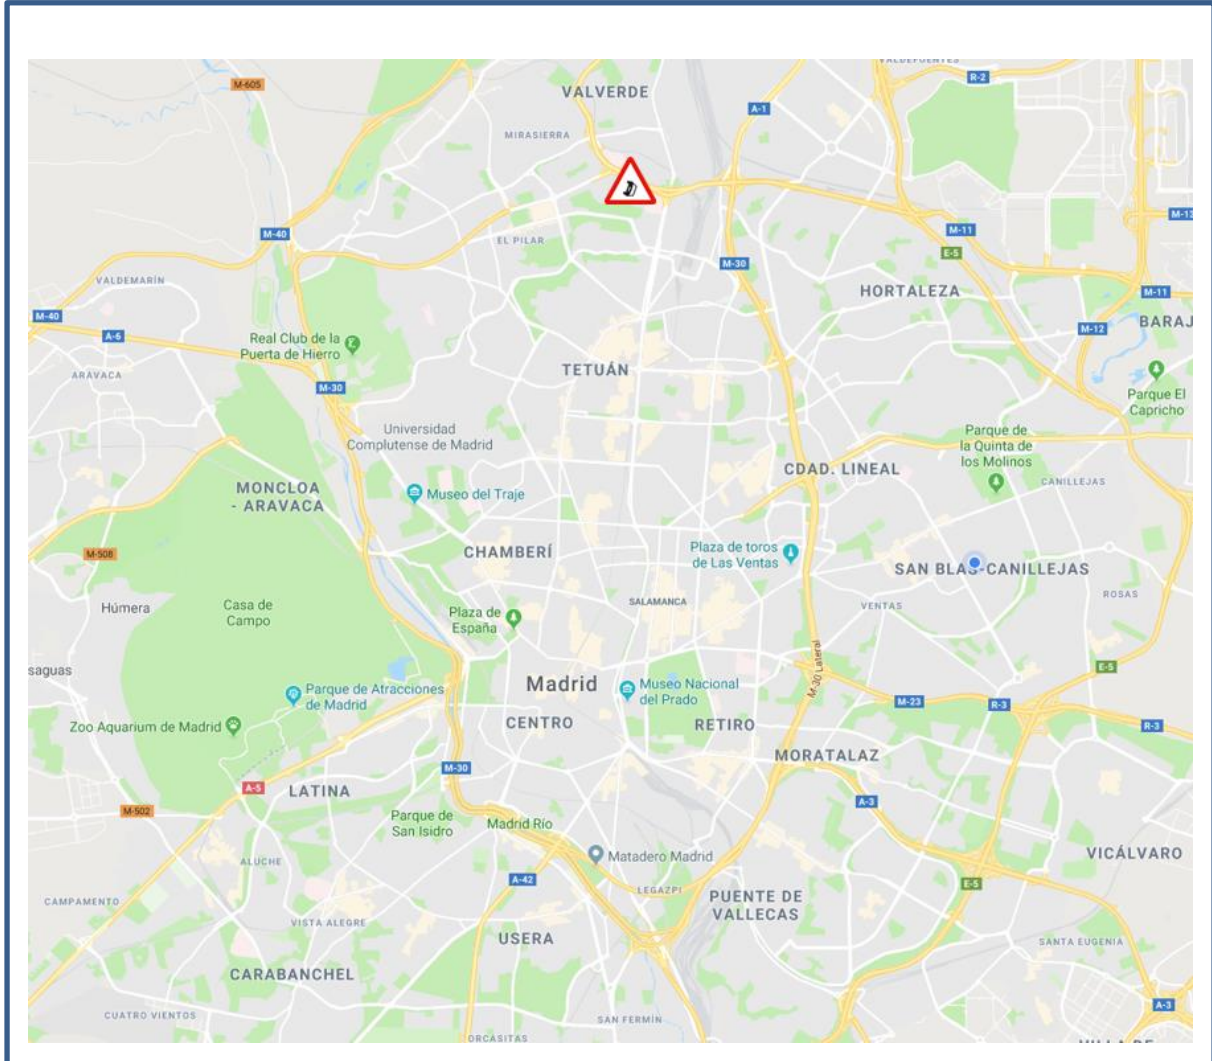 VALDEFUENTES
M-605
R-2
VALVERDE
A-1
MIRASIERRA
M-40
EL PILAR
M-11
M-13
E-5
M-30
VALDEMARÍN
HORTALEZA
M-11
M-40
A-6
Real Club de la
Puerta de Hierro
M-12
BARAJ
ARAVACA
TETUÁN
M-30
Parque El
Capricho
Universidad
Complutense de Madrid
Parque de
la Quinta de
los Molinos
CDAD. LINEAL
CANILLEJAS
MONCLOA
- ARAVACA
Museo del Traje
M-508
CHAMBERÍ
Plaza de toros
de Las Ventas
SAN BLAS-CANILLEJAS
ROSAS
Húmera
Casa de
Campo
Plaza de
España
SALAMANCA
VENTAS
saguas
M-30 Lateral
E-5
Parque de Atracciones
de Madrid
Madrid
Museo Nacional
del Prado
M-23
R-3
R-3
Zoo Aquarium de Madrid
CENTRO
RETIRO
MORATALAZ
M-30
A-5
LATINA
M-502
Parque de
San Isidro
Madrid Río
A-3
ALUCHE
Matadero Madrid
VICÁLVARO
A-42
LEGAZPI
E-5
CAMPAMENTO
PUENTE DE
VALLECAS
VISTA ALEGRE
USERA
SANTA EUGENIA
CARABANCHEL
A-3
CUATRO VIENTOS
SAN FERMÍN
ORCASITAS
VILLA DE